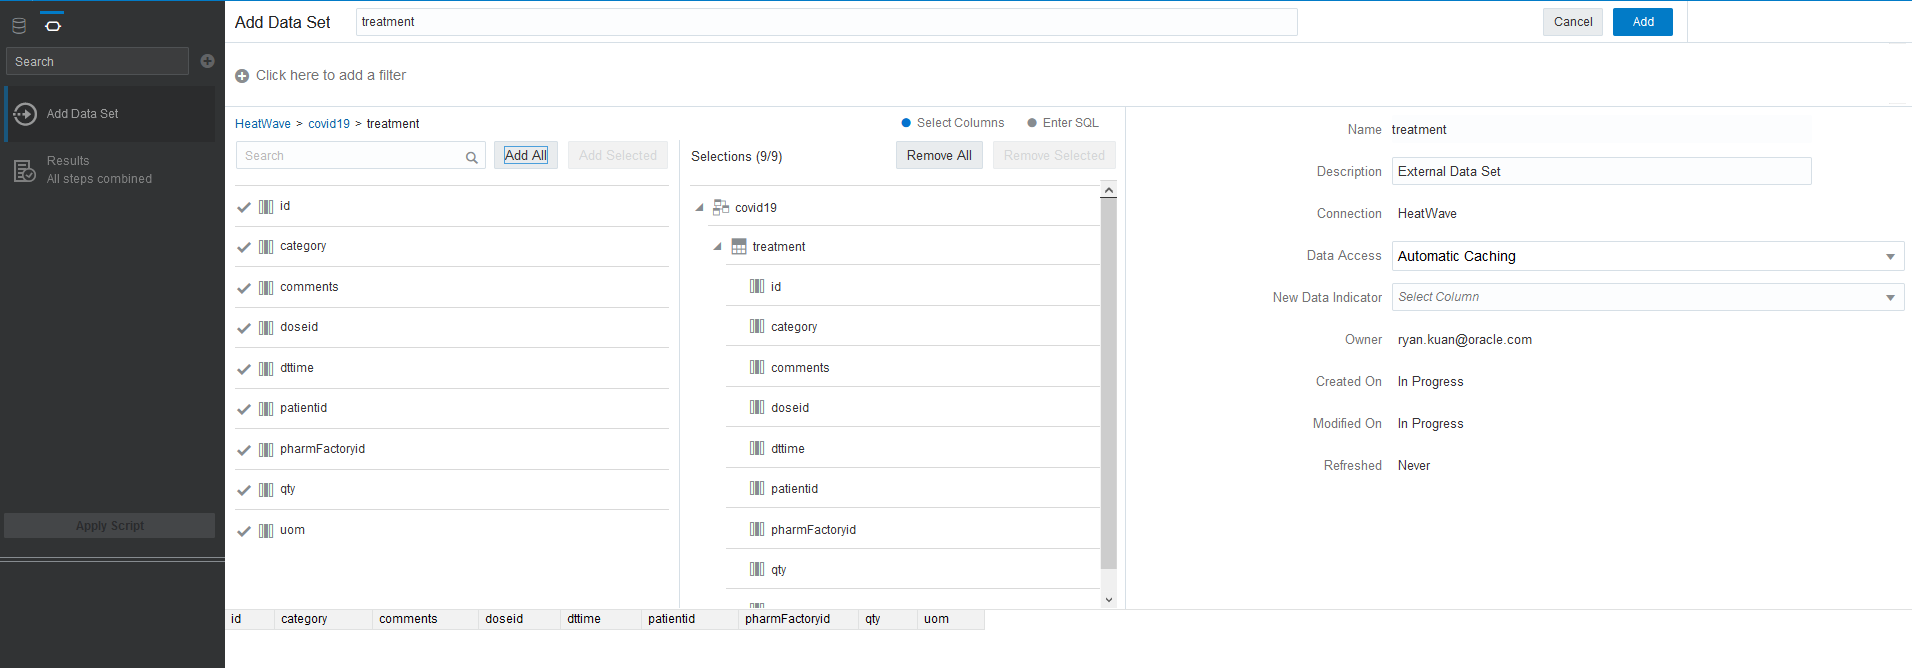 Add Data Set
treatment
Cancel
Add
Search
Click here to add a filter
Add Data Set
Results
All steps combined
Apply Script
HeatWave > covid19 > treatment
Select Columns
Enter SQL
Search
Add All
Add Selected
Selections (9/9)
Remove All
Remove Selected
id
category
comments
doseid
dttime
patientid
pharmFactoryid
qty
uom
covid19
treatment
id
category
comments
doseid
dttime
patientid
pharmFactoryid
qty
Name treatment
Description External Data Set
Connection HeatWave
Data Access Automatic Caching
New Data Indicator Select Column
Owner ryan.kuan@oracle.com
Created On In Progress
Modified On In Progress
Refreshed Never
id category comments doseid dttime patientid pharmFactoryid qty uom